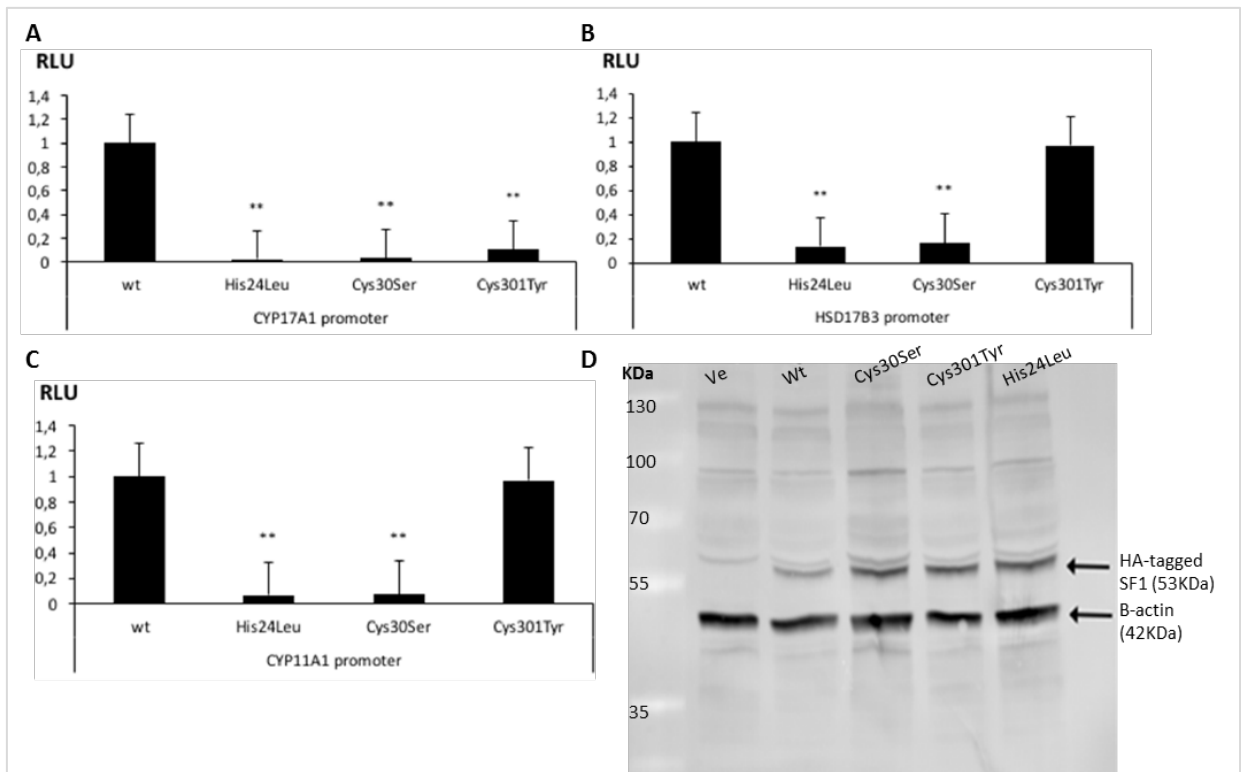 A
RLU
1,4
1,2
1
0,8
0,6
0,4
0,2
0
** ** **
wt His24Leu Cys30Ser Cys301Tyr
CYP17A1 promoter
B
RLU
1,4
1,2
1
0,8
0,6
0,4
0,2
0
** **
wt His24Leu Cys30Ser Cys301Tyr
HSD17B3 promoter
C
RLU
1,4
1,2
1
0,8
0,6
0,4
0,2
0
** **
wt His24Leu Cys30Ser Cys301Tyr
CYP11A1 promoter
D
KDa Ve Wt Cys30Ser Cys301Tyr His24Leu
130
100
70
55
35
HA-tagged
SF1 (53KDa)
B-actin
(42KDa)